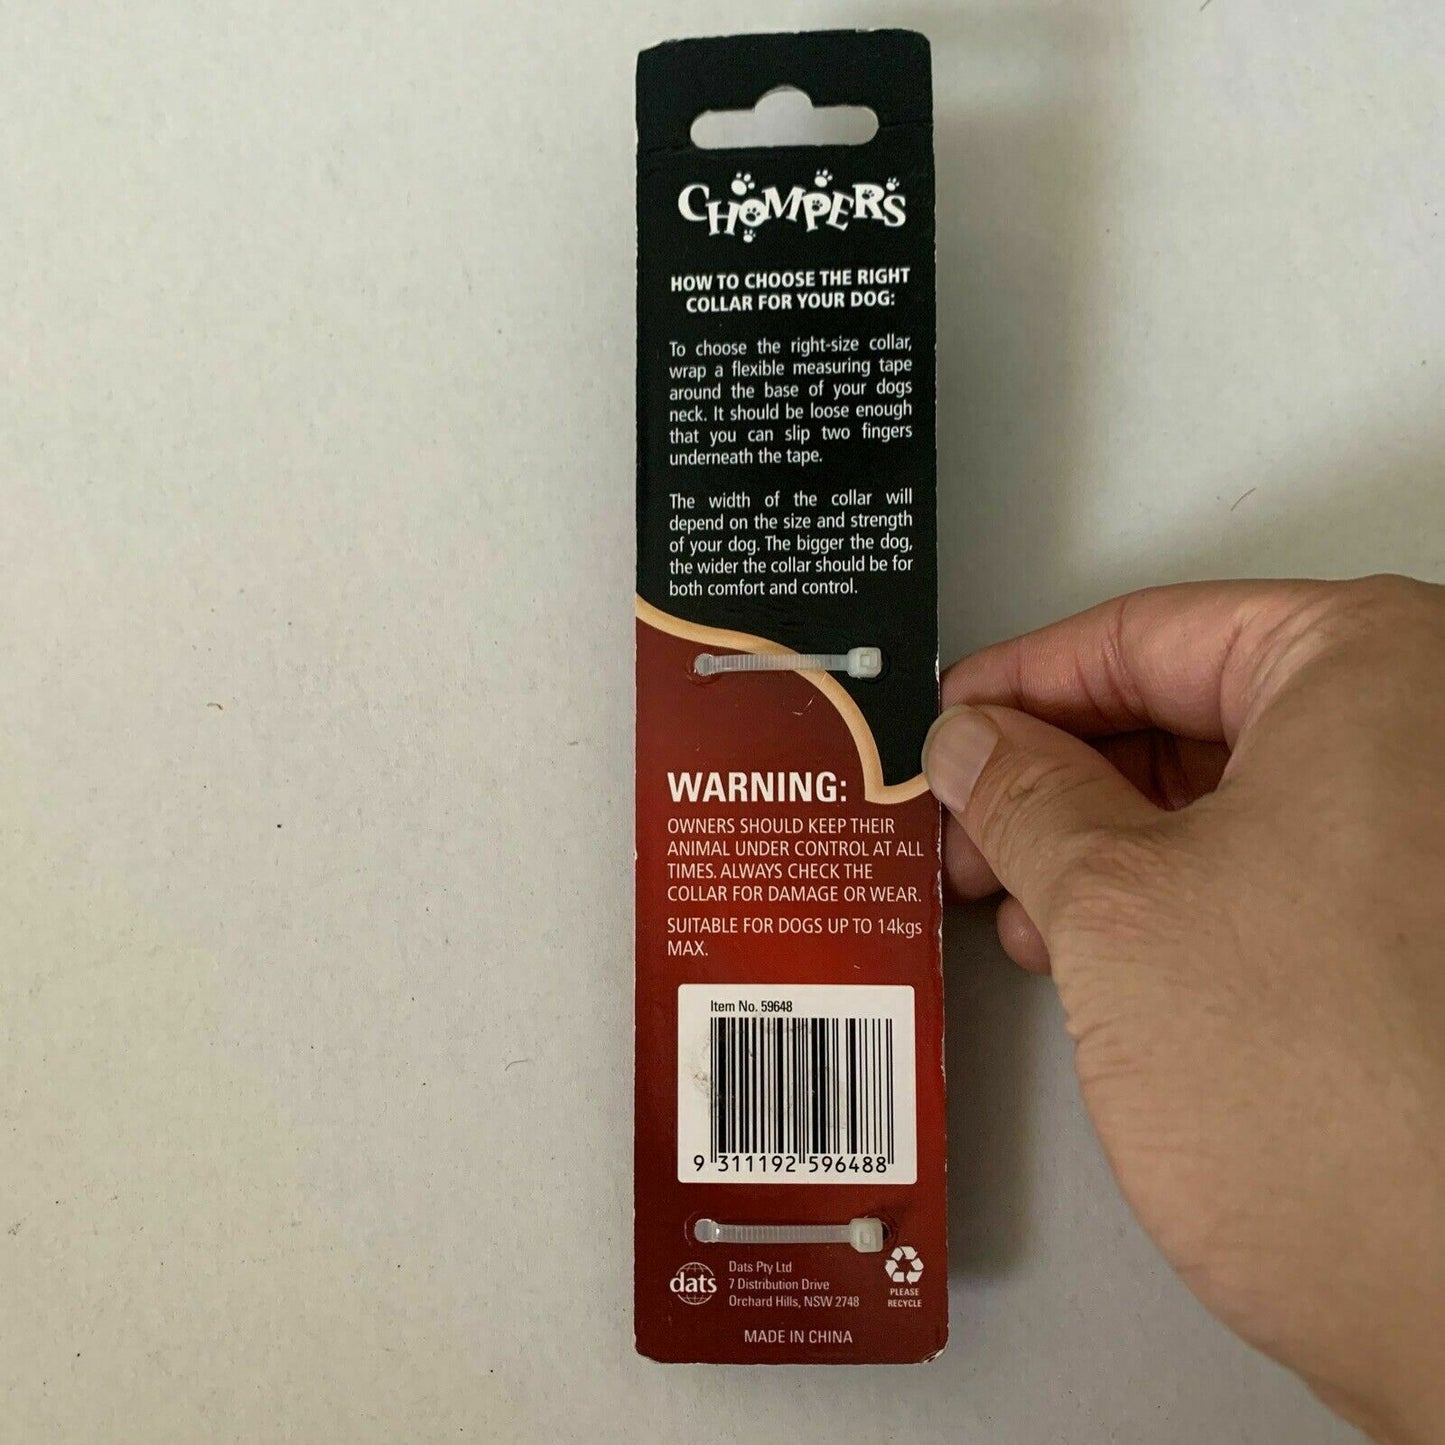 CHOMPERS
HOW TO CHOOSE THE RIGHT
COLLAR FOR YOUR DOG:
To choose the right-size collar,
wrap a flexible measuring tape
around the base of your dogs
neck. It should be loose enough
that you can slip two fingers
underneath the tape.
The width of the collar will
depend on the size and strength
of your dog. The bigger the dog,
the wider the collar should be for
both comfort and control.
WARNING:
OWNERS SHOULD KEEP THEIR
ANIMAL UNDER CONTROL AT ALL
TIMES. ALWAYS CHECK THE
COLLAR FOR DAMAGE OR WEAR.
SUITABLE FOR DOGS UP TO 14kgs
MAX.
Item No. 59648
9 311192 596488
dats
Dats Pty Ltd
7 Distribution Drive
Orchard Hills, NSW 2748
PLEASE
RECYCLE
MADE IN CHINA